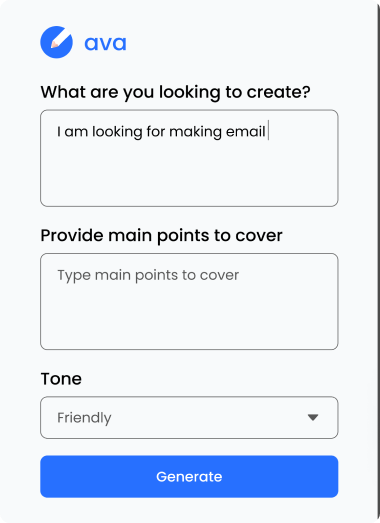 ava
What are you looking to create?
I am looking for making email
Provide main points to cover
Type main points to cover
Tone
Friendly
Generate